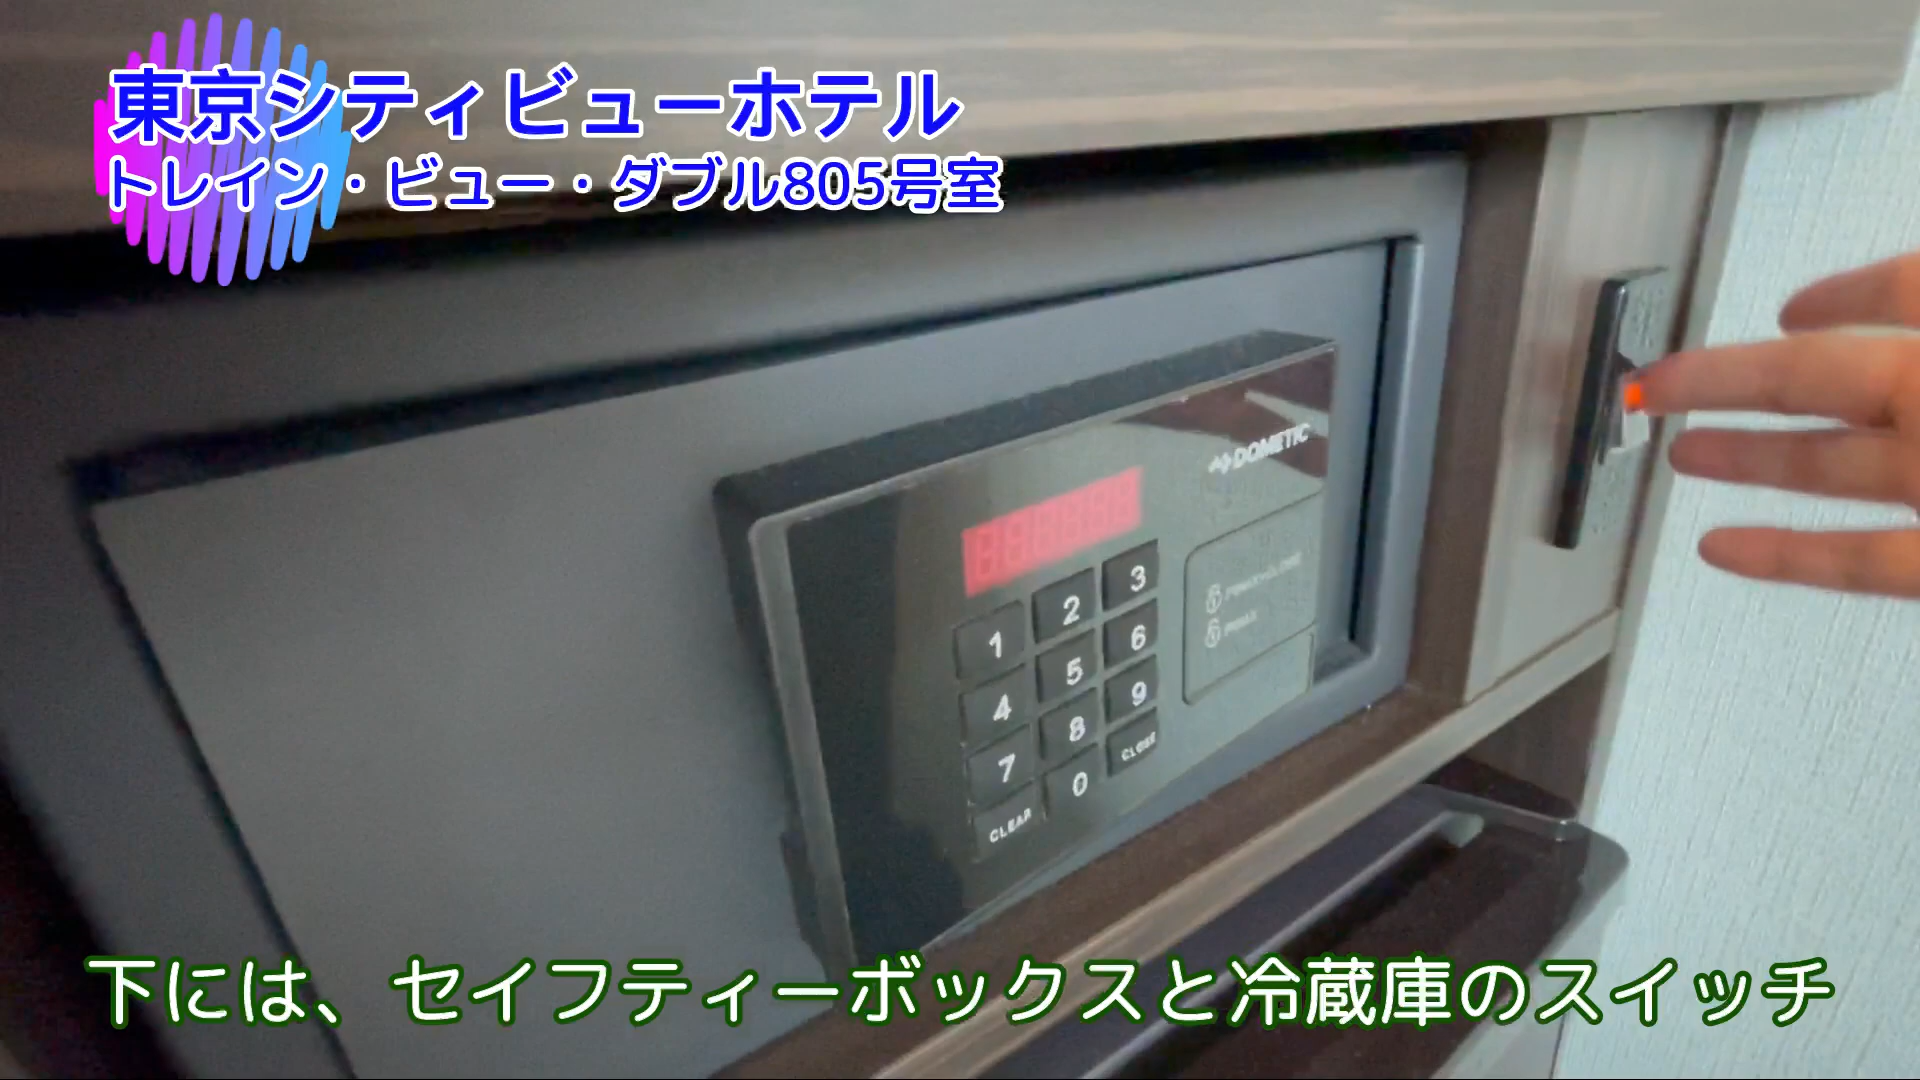 東京シティビューホテル
トレイン・ビュー・ダブル805号室
DOMETIC
1 2 3
4 5 6
7 8 9
CLEAR 0 CLOSE
下には、セイフティーボックスと冷蔵庫のスイッチ